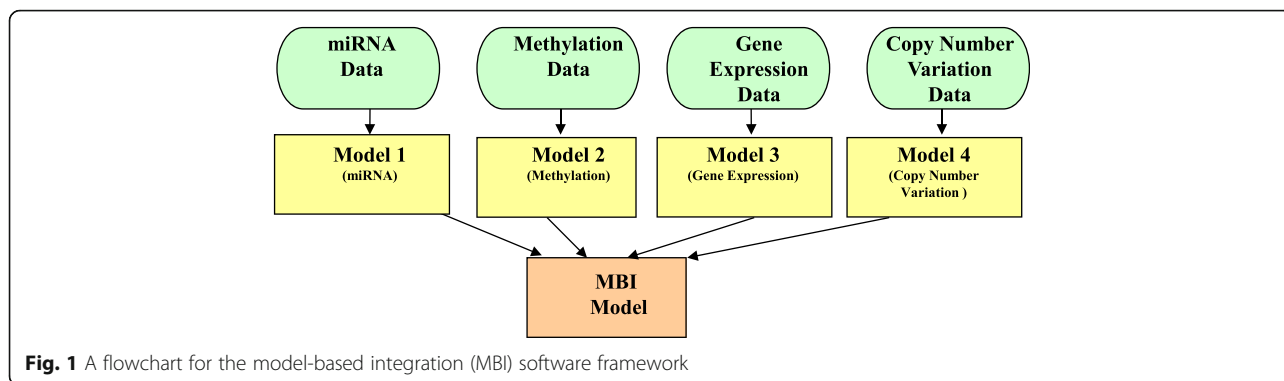 miRNA
Data
Methylation
Data
Gene
Expression
Data
Copy Number
Variation
Data
Model 1
(miRNA)
Model 2
(Methylation)
Model 3
(Gene Expression)
Model 4
(Copy Number
Variation )
MBI
Model
Fig. 1 A flowchart for the model-based integration (MBI) software framework